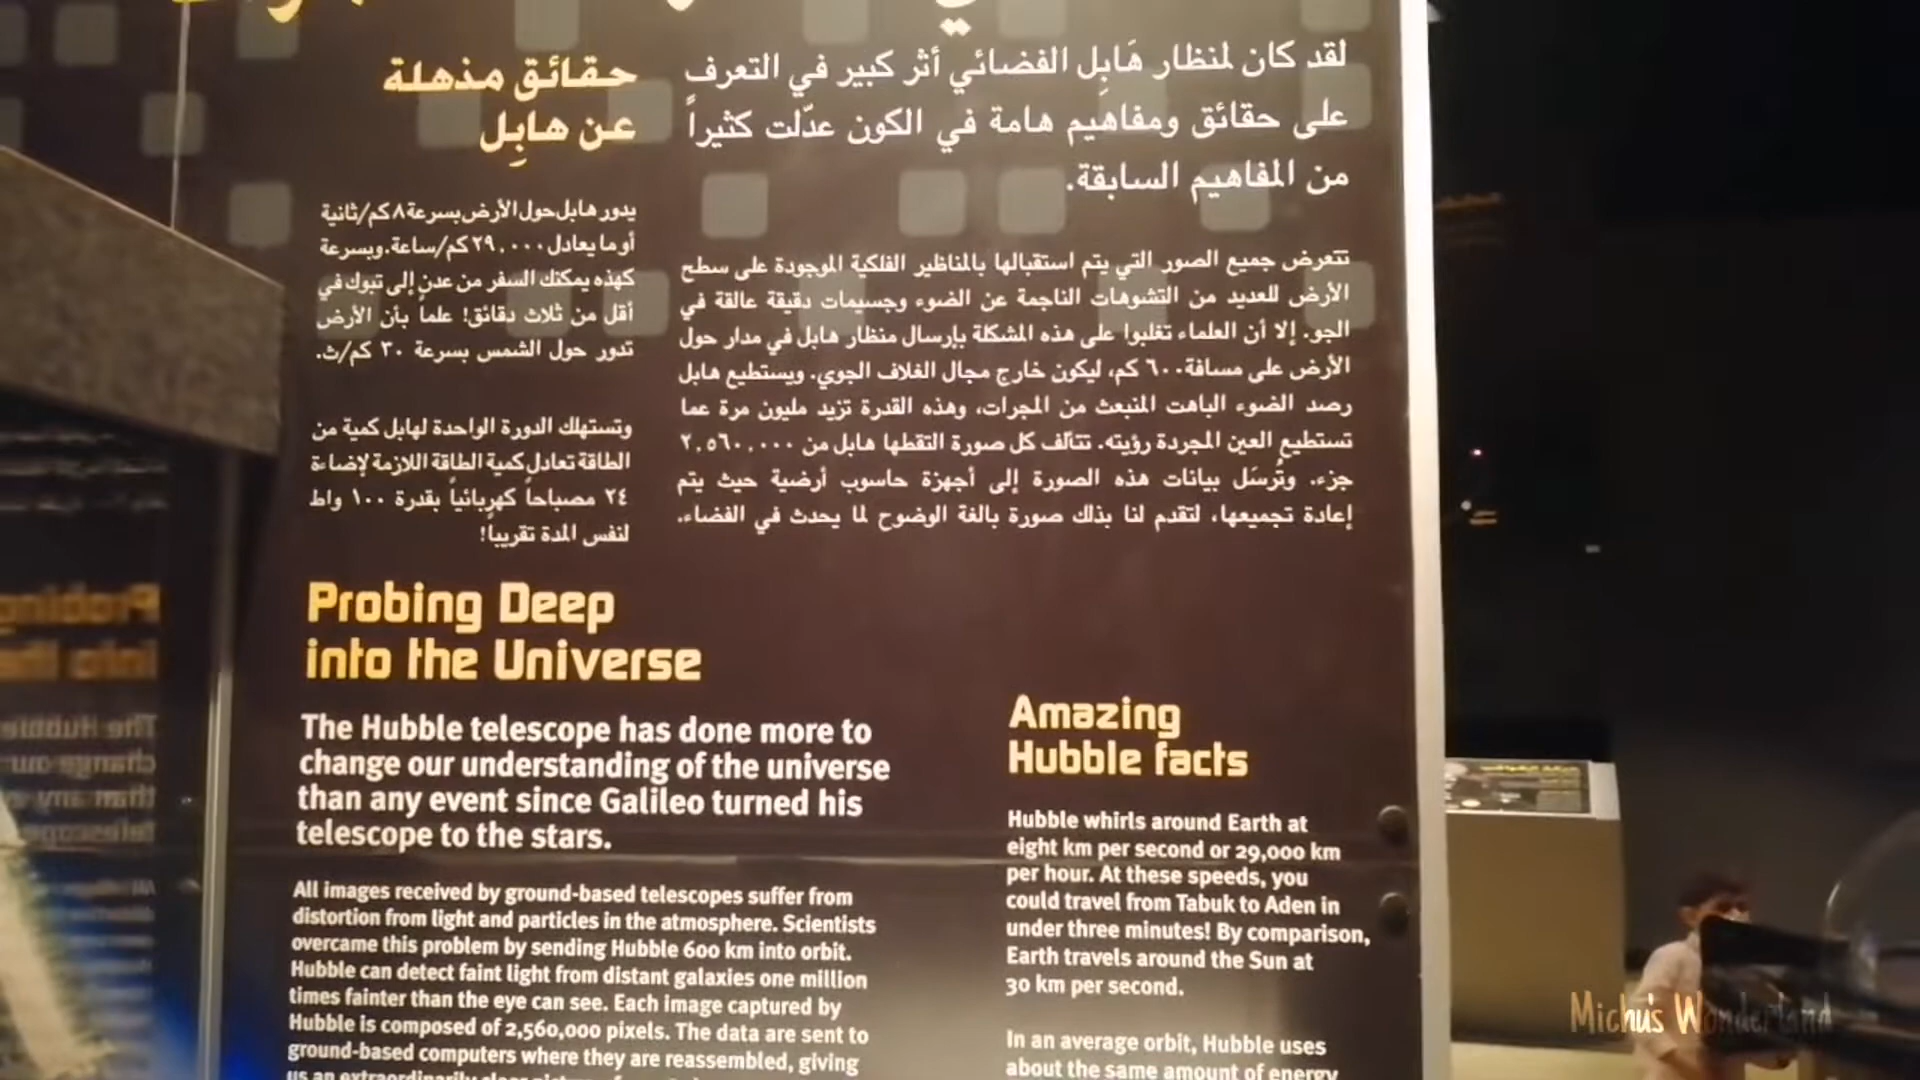 لقد كان لمنظار هَابِل الفضائي أثر كبير في التعرف
على حقائق ومفاهيم هامة في الكون عدّلت كثيراً
من المفاهيم السابقة.
تتعرض جميع الصور التي يتم استقبالها بالمناظير الفلكية الموجودة على سطح
الأرض للعديد من التشوهات الناجمة عن الضوء وجسيمات دقيقة عالقة في
الجو. إلا أن العلماء تغلبوا على هذه المشكلة بإرسال منظار هابل في مدار حول
الأرض على مسافة ٦٠٠ كم، ليكون خارج مجال الغلاف الجوي. ويستطيع هابل
رصد الضوء الباهت المنبعث من المجرات، وهذه القدرة تزيد مليون مرة عما
تستطيع العين المجردة رؤيته. تتألف كل صورة التقطها هابل من ٢,٥٦٠,٠٠٠
جزء. وتُرسَل بيانات هذه الصورة إلى أجهزة حاسوب أرضية حيث يتم
إعادة تجميعها، لتقدم لنا بذلك صورة بالغة الوضوح لما يحدث في الفضاء.
حقائق مذهلة
عن هابِل
يدور هابل حول الأرض بسرعة ٨ كم/ثانية
أو ما يعادل ٢٩,٠٠٠ كم/ساعة. وبسرعة
كهذه يمكنك السفر من عدن إلى تبوك في
أقل من ثلاث دقائق! علماً بأن الأرض
تدور حول الشمس بسرعة ٣٠ كم/ث.
وتستهلك الدورة الواحدة لهابل كمية من
الطاقة تعادل كمية الطاقة اللازمة لإضاءة
٢٤ مصباحاً كهربائياً بقدرة ١٠٠ واط
لنفس المدة تقريباً!
Probing Deep
into the Universe
The Hubble telescope has done more to
change our understanding of the universe
than any event since Galileo turned his
telescope to the stars.
All images received by ground-based telescopes suffer from
distortion from light and particles in the atmosphere. Scientists
overcame this problem by sending Hubble 600 km into orbit.
Hubble can detect faint light from distant galaxies one million
times fainter than the eye can see. Each image captured by
Hubble is composed of 2,560,000 pixels. The data are sent to
ground-based computers where they are reassembled, giving
us an extraordinarily clear
Amazing
Hubble facts
Hubble whirls around Earth at
eight km per second or 29,000 km
per hour. At these speeds, you
could travel from Tabuk to Aden in
under three minutes! By comparison,
Earth travels around the Sun at
30 km per second.
In an average orbit, Hubble uses
about the same amount of energy
Michu's Wonderland